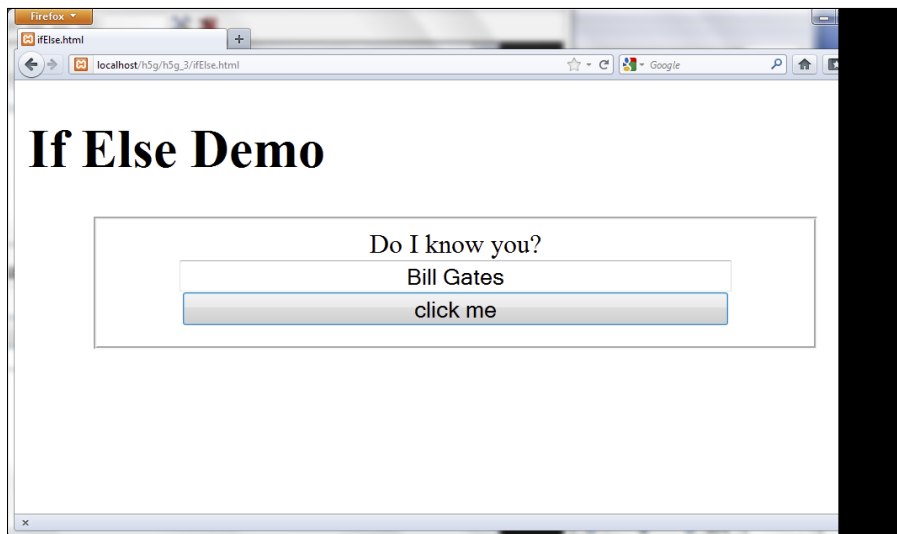 Firefox
ifElse.html
localhost/h5g/h5g_3/ifElse.html
Google
If Else Demo
Do I know you?
Bill Gates
click me